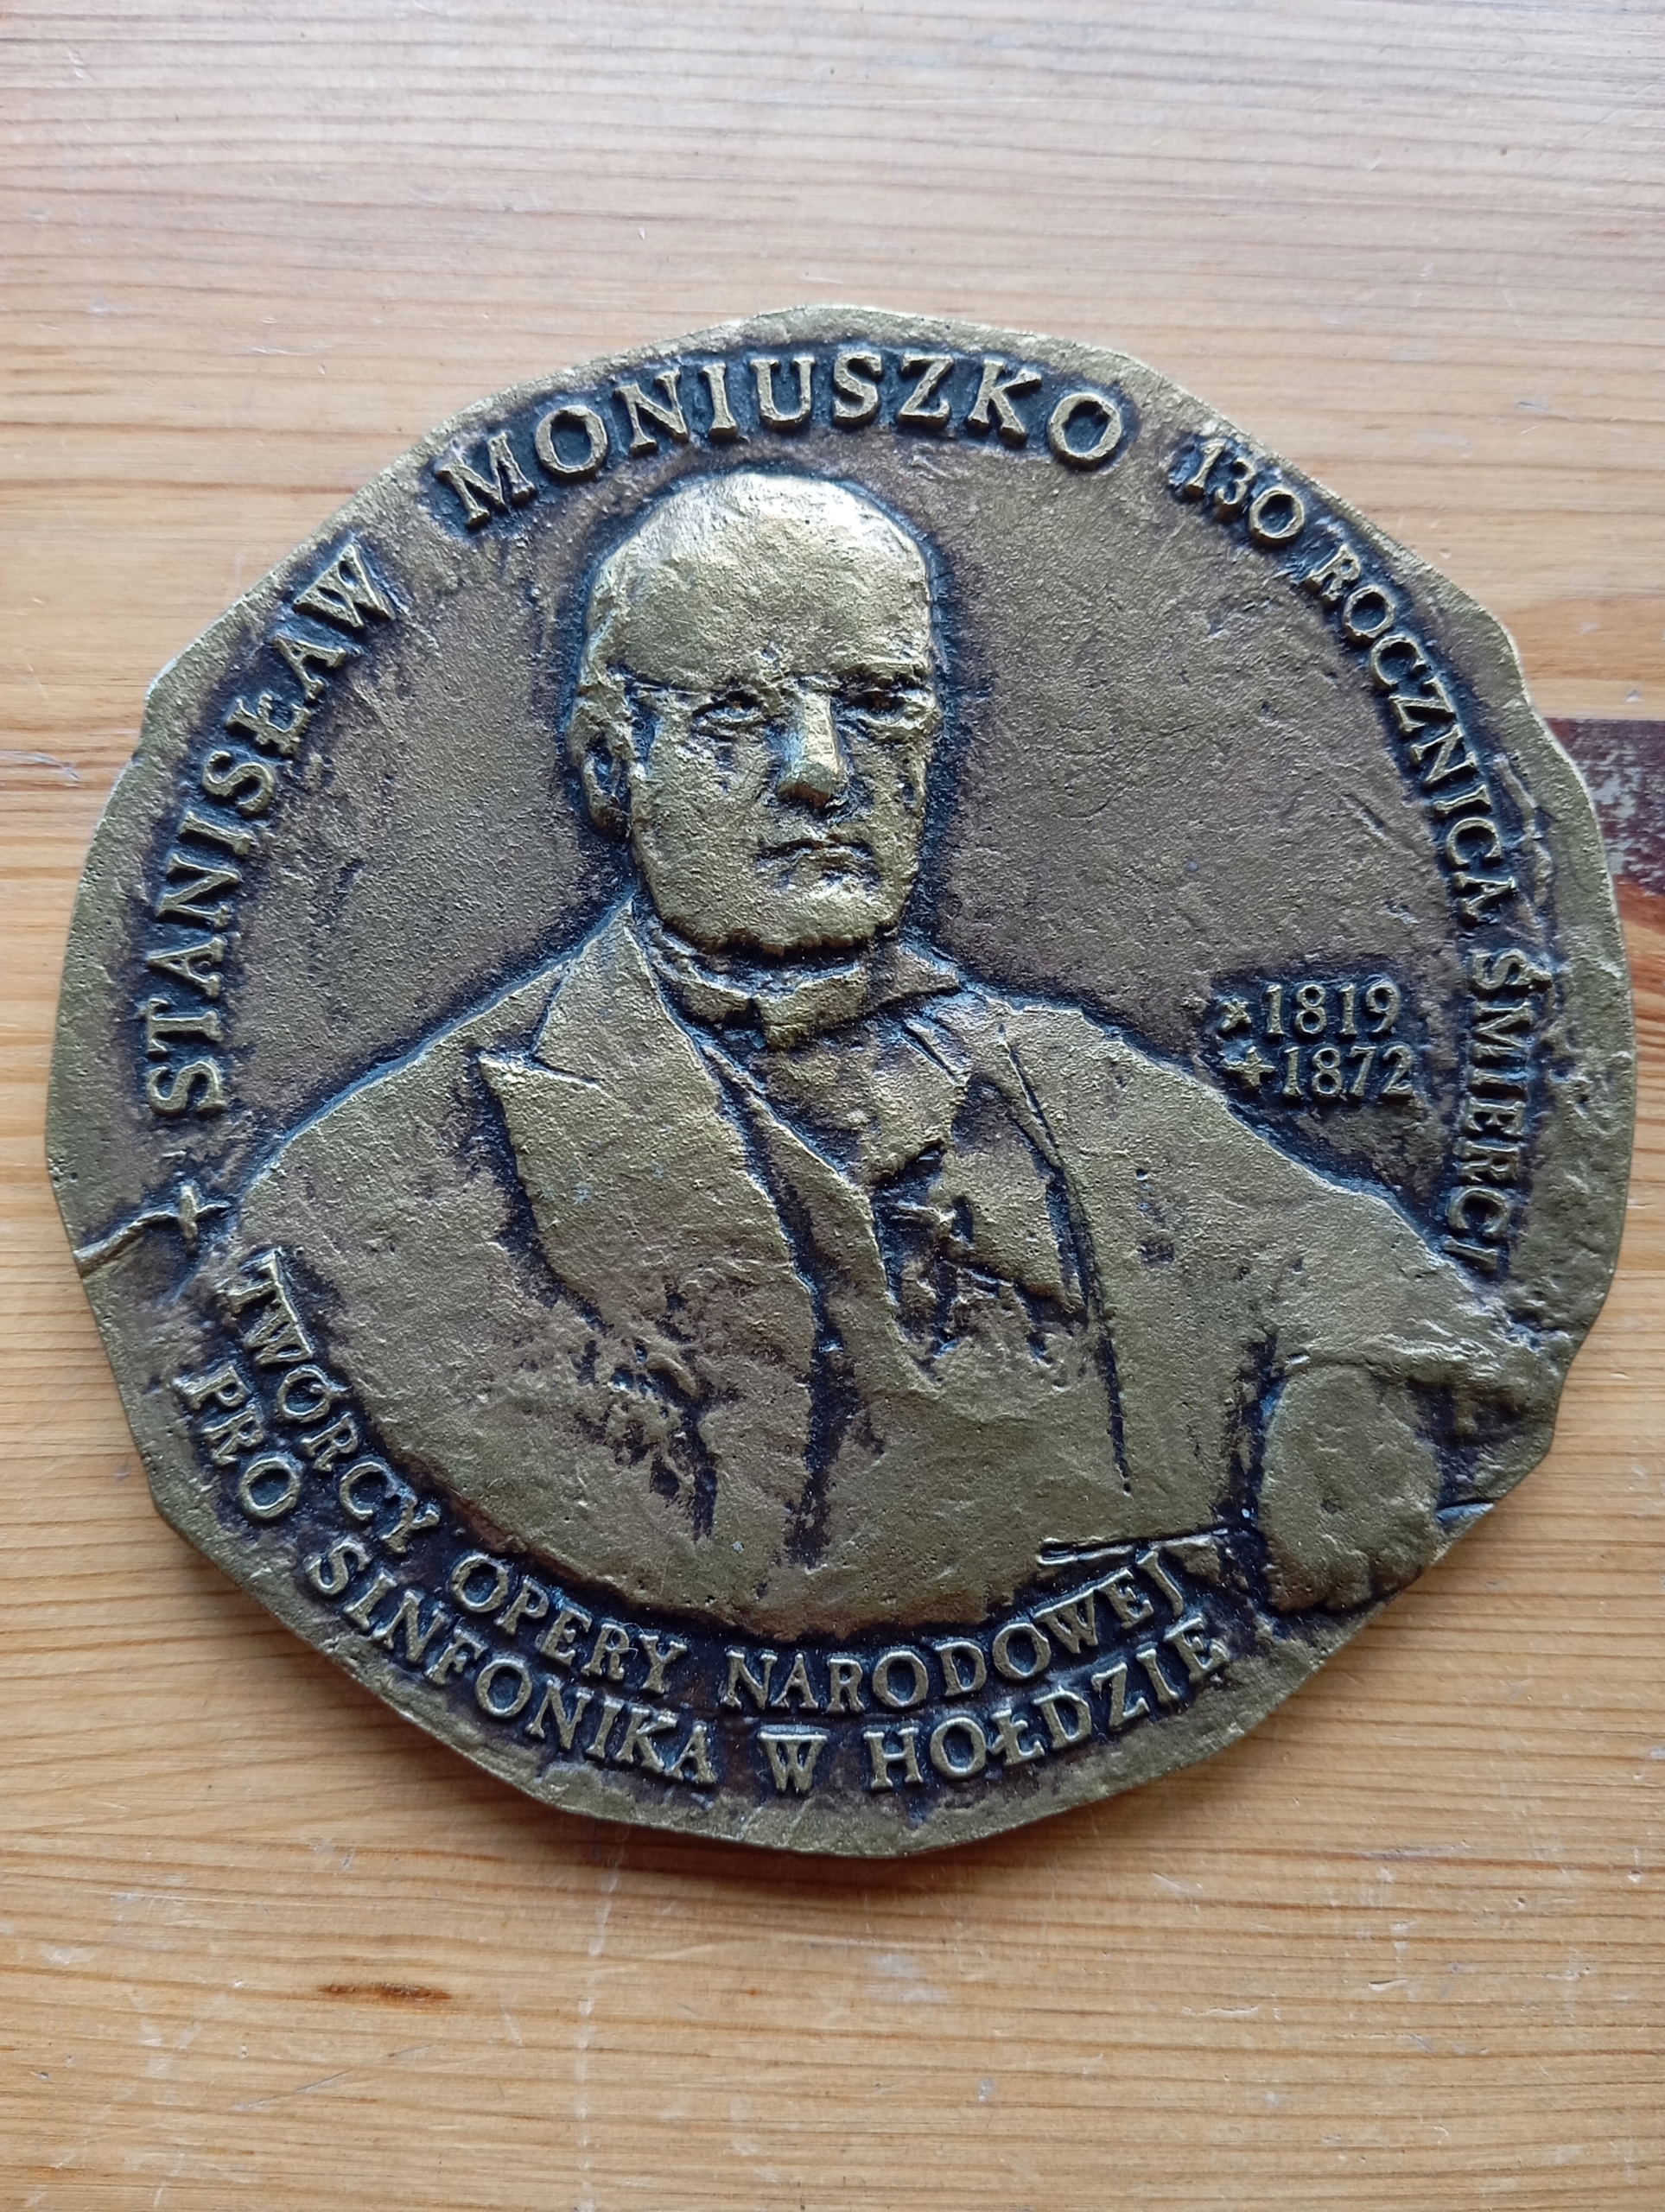 STANISŁAW MONIUSZKO
130 ROCZNICA ŚMIERCI
*1819
+1872
TWÓRCY OPERY NARODOWEJ
PRO SINFONIKA W HOŁDZIE